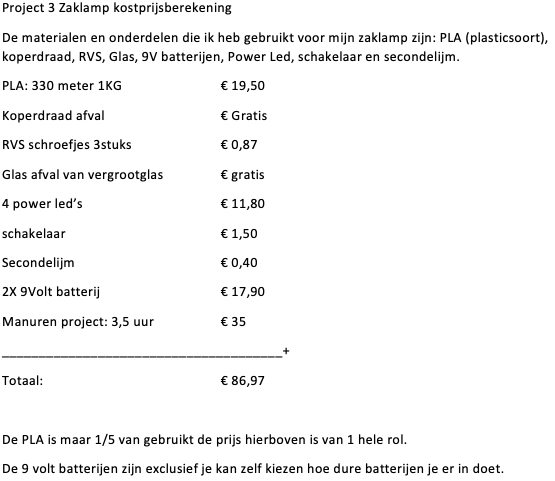 Project 3 Zaklamp kostprijsberekening
De materialen en onderdelen die ik heb gebruikt voor mijn zaklamp zijn: PLA (plasticsoort),
koperdraad, RVS, Glas, 9V batterijen, Power Led, schakelaar en secondelijm.
PLA: 330 meter 1KG € 19,50
Koperdraad afval € Gratis
RVS schroefjes 3stuks € 0,87
Glas afval van vergrootglas € gratis
4 power led’s € 11,80
schakelaar € 1,50
Secondelijm € 0,40
2X 9Volt batterij € 17,90
Manuren project: 3,5 uur € 35
______________________________________+
Totaal: € 86,97
De PLA is maar 1/5 van gebruikt de prijs hierboven is van 1 hele rol.
De 9 volt batterijen zijn exclusief je kan zelf kiezen hoe dure batterijen je er in doet.